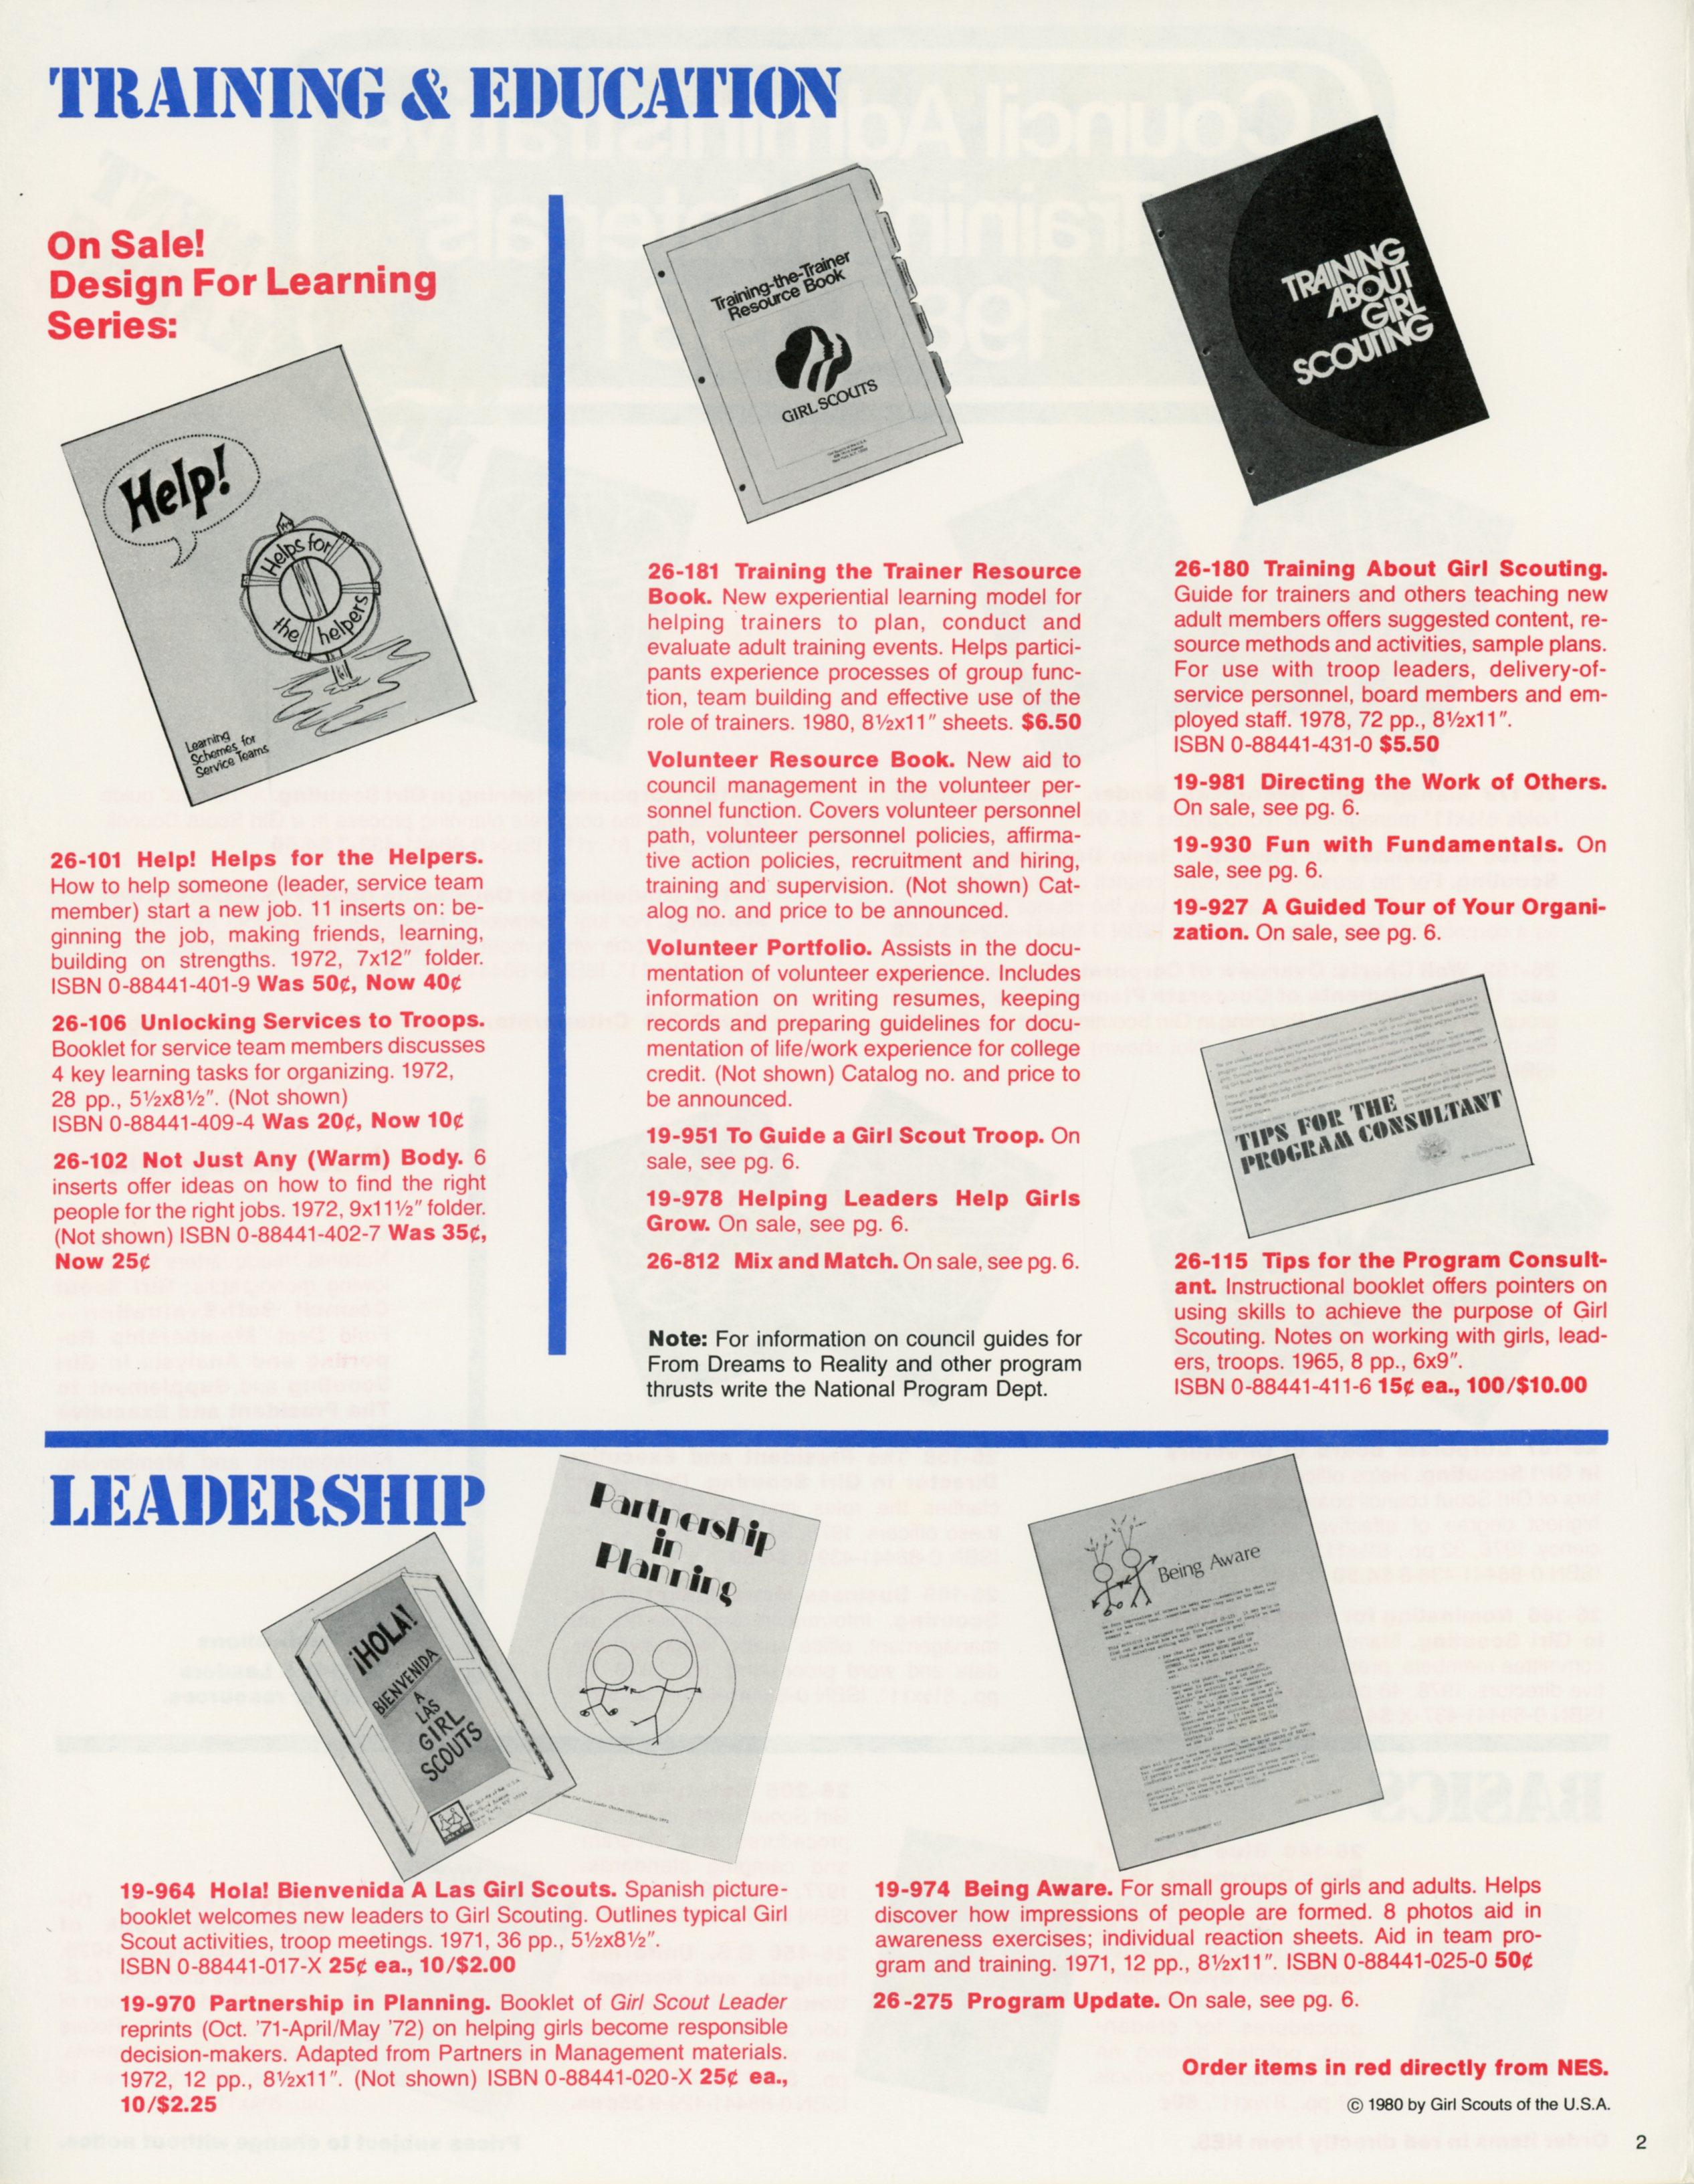 TRAINING & EDUCATION
On Sale!
Design For Learning
Series:
Help!
Helps for
the helpers
Learning
Schemes for
Service Teams
26-101 Help! Helps for the Helpers.
How to help someone (leader, service team
member) start a new job. 11 inserts on: be-
ginning the job, making friends, learning,
building on strengths. 1972, 7x12" folder.
ISBN 0-88441-401-9 Was 50¢, Now 40¢
26-106 Unlocking Services to Troops.
Booklet for service team members discusses
4 key learning tasks for organizing. 1972,
28 pp., 5½x8½". (Not shown)
ISBN 0-88441-409-4 Was 20¢, Now 10¢
26-102 Not Just Any (Warm) Body. 6
inserts offer ideas on how to find the right
people for the right jobs. 1972, 9x11½" folder.
(Not shown) ISBN 0-88441-402-7 Was 35¢,
Now 25¢
Training-the-Trainer
Resource Book
GIRL SCOUTS
26-181 Training the Trainer Resource
Book. New experiential learning model for
helping trainers to plan, conduct and
evaluate adult training events. Helps partici-
pants experience processes of group func-
tion, team building and effective use of the
role of trainers. 1980, 8½x11" sheets. $6.50
Volunteer Resource Book. New aid to
council management in the volunteer per-
sonnel function. Covers volunteer personnel
path, volunteer personnel policies, affirma-
tive action policies, recruitment and hiring,
training and supervision. (Not shown) Cat-
alog no. and price to be announced.
Volunteer Portfolio. Assists in the docu-
mentation of volunteer experience. Includes
information on writing resumes, keeping
records and preparing guidelines for docu-
mentation of life/work experience for college
credit. (Not shown) Catalog no. and price to
be announced.
19-951 To Guide a Girl Scout Troop. On
sale, see pg. 6.
19-978 Helping Leaders Help Girls
Grow. On sale, see pg. 6.
26-812 Mix and Match. On sale, see pg. 6.
Note: For information on council guides for
From Dreams to Reality and other program
thrusts write the National Program Dept.
TRAINING
ABOUT
GIRL
SCOUTING
26-180 Training About Girl Scouting.
Guide for trainers and others teaching new
adult members offers suggested content, re-
source methods and activities, sample plans.
For use with troop leaders, delivery-of-
service personnel, board members and em-
ployed staff. 1978, 72 pp., 8½x11".
ISBN 0-88441-431-0 $5.50
19-981 Directing the Work of Others.
On sale, see pg. 6.
19-930 Fun with Fundamentals. On
sale, see pg. 6.
19-927 A Guided Tour of Your Organi-
zation. On sale, see pg. 6.
TIPS FOR THE
PROGRAM CONSULTANT
26-115 Tips for the Program Consult-
ant. Instructional booklet offers pointers on
using skills to achieve the purpose of Girl
Scouting. Notes on working with girls, lead-
ers, troops. 1965, 8 pp., 6x9".
ISBN 0-88441-411-6 15¢ ea., 100/$10.00
LEADERSHIP
¡HOLA!
BIENVENIDA
A
LAS
GIRL
SCOUTS
Partnership
in
Planning
Being Aware
19-964 Hola! Bienvenida A Las Girl Scouts. Spanish picture-
booklet welcomes new leaders to Girl Scouting. Outlines typical Girl
Scout activities, troop meetings. 1971, 36 pp., 5½x8½".
ISBN 0-88441-017-X 25¢ ea., 10/$2.00
19-970 Partnership in Planning. Booklet of Girl Scout Leader
reprints (Oct. '71-April/May '72) on helping girls become responsible
decision-makers. Adapted from Partners in Management materials.
1972, 12 pp., 8½x11". (Not shown) ISBN 0-88441-020-X 25¢ ea.,
10/$2.25
19-974 Being Aware. For small groups of girls and adults. Helps
discover how impressions of people are formed. 8 photos aid in
awareness exercises; individual reaction sheets. Aid in team pro-
gram and training. 1971, 12 pp., 8½x11". ISBN 0-88441-025-0 50¢
26-275 Program Update. On sale, see pg. 6.
Order items in red directly from NES.
© 1980 by Girl Scouts of the U.S.A.
2